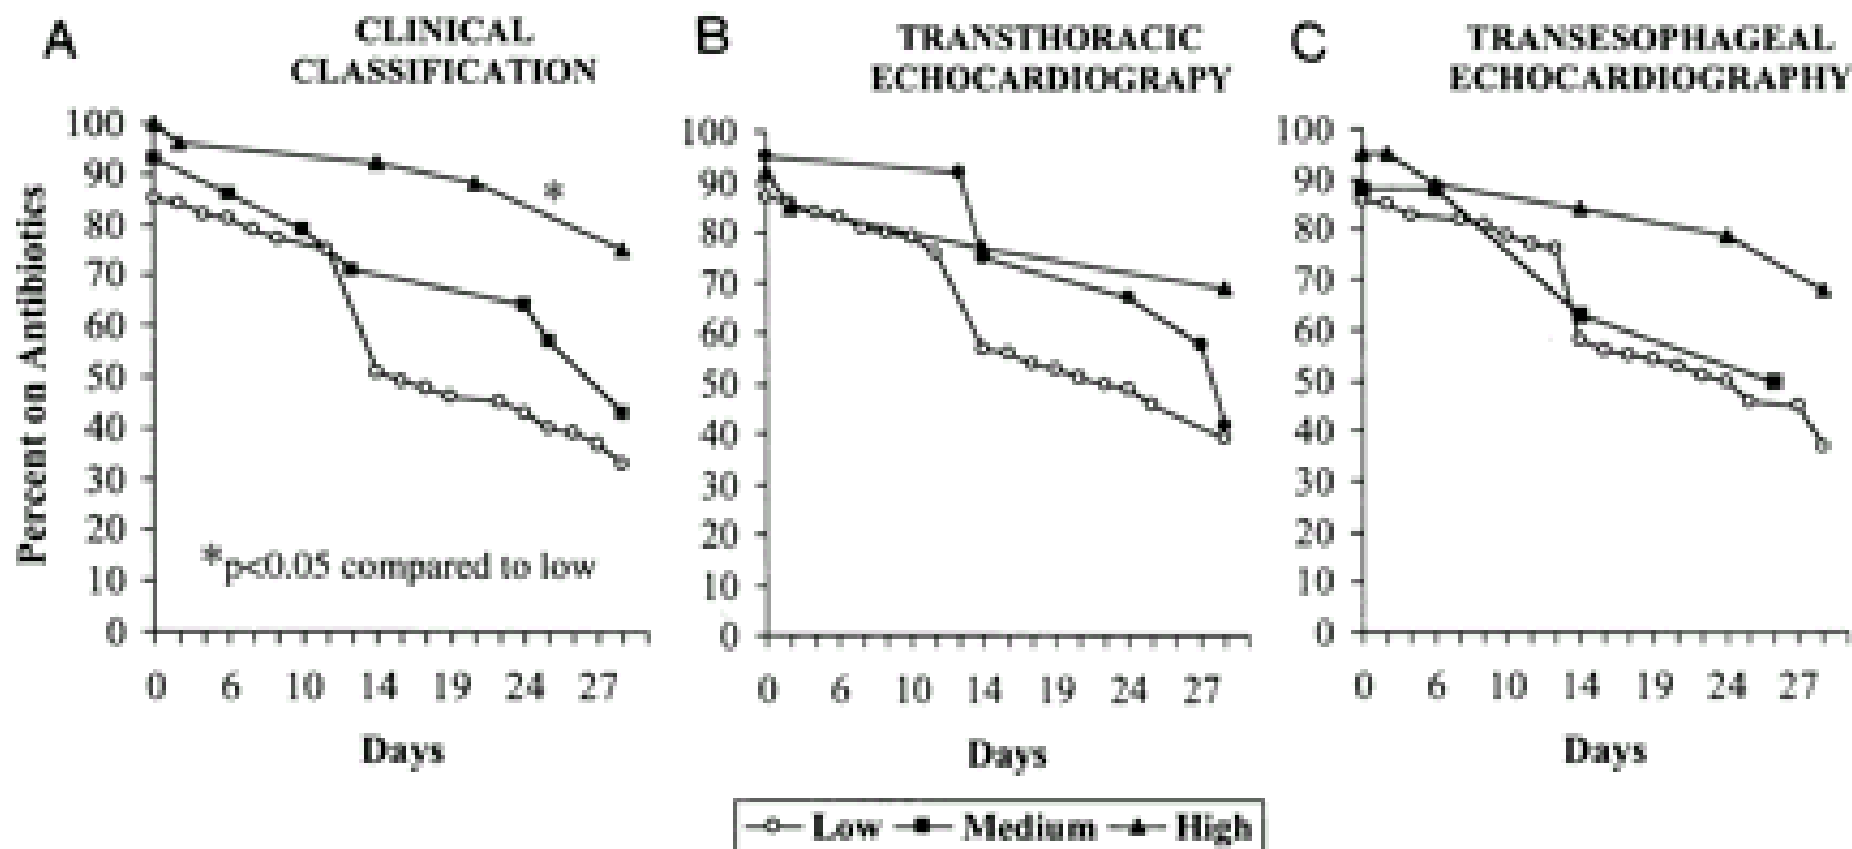 A
CLINICAL
CLASSIFICATION
B
TRANSTHORACIC
ECHOCARDIOGRAPY
C
TRANSESOPHAGEAL
ECHOCARDIOGRAPHY
Percent on Antibiotics
100
90
80
70
60
50
40
30
20
10
0
*
*p<0.05 compared to low
0 6 10 14 19 24 27
Days
100
90
80
70
60
50
40
30
20
10
0
0 6 10 14 19 24 27
Days
100
90
80
70
60
50
40
30
20
10
0
0 6 10 14 19 24 27
Days
Low Medium High